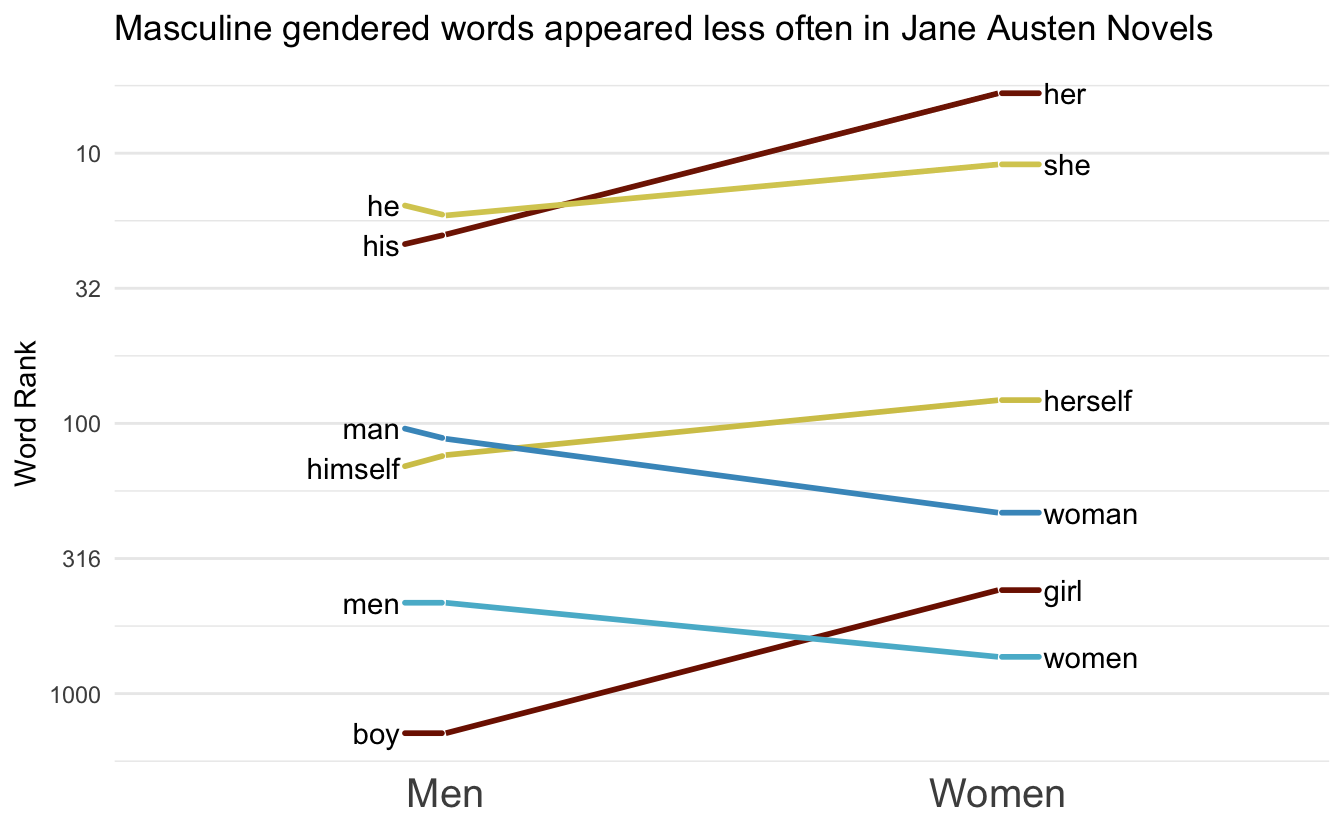 Masculine gendered words appeared less often in Jane Austen Novels
her
10
she
he
his
32
Word Rank
herself
100
man
himself
woman
316
girl
men
women
1000
boy
Men Women